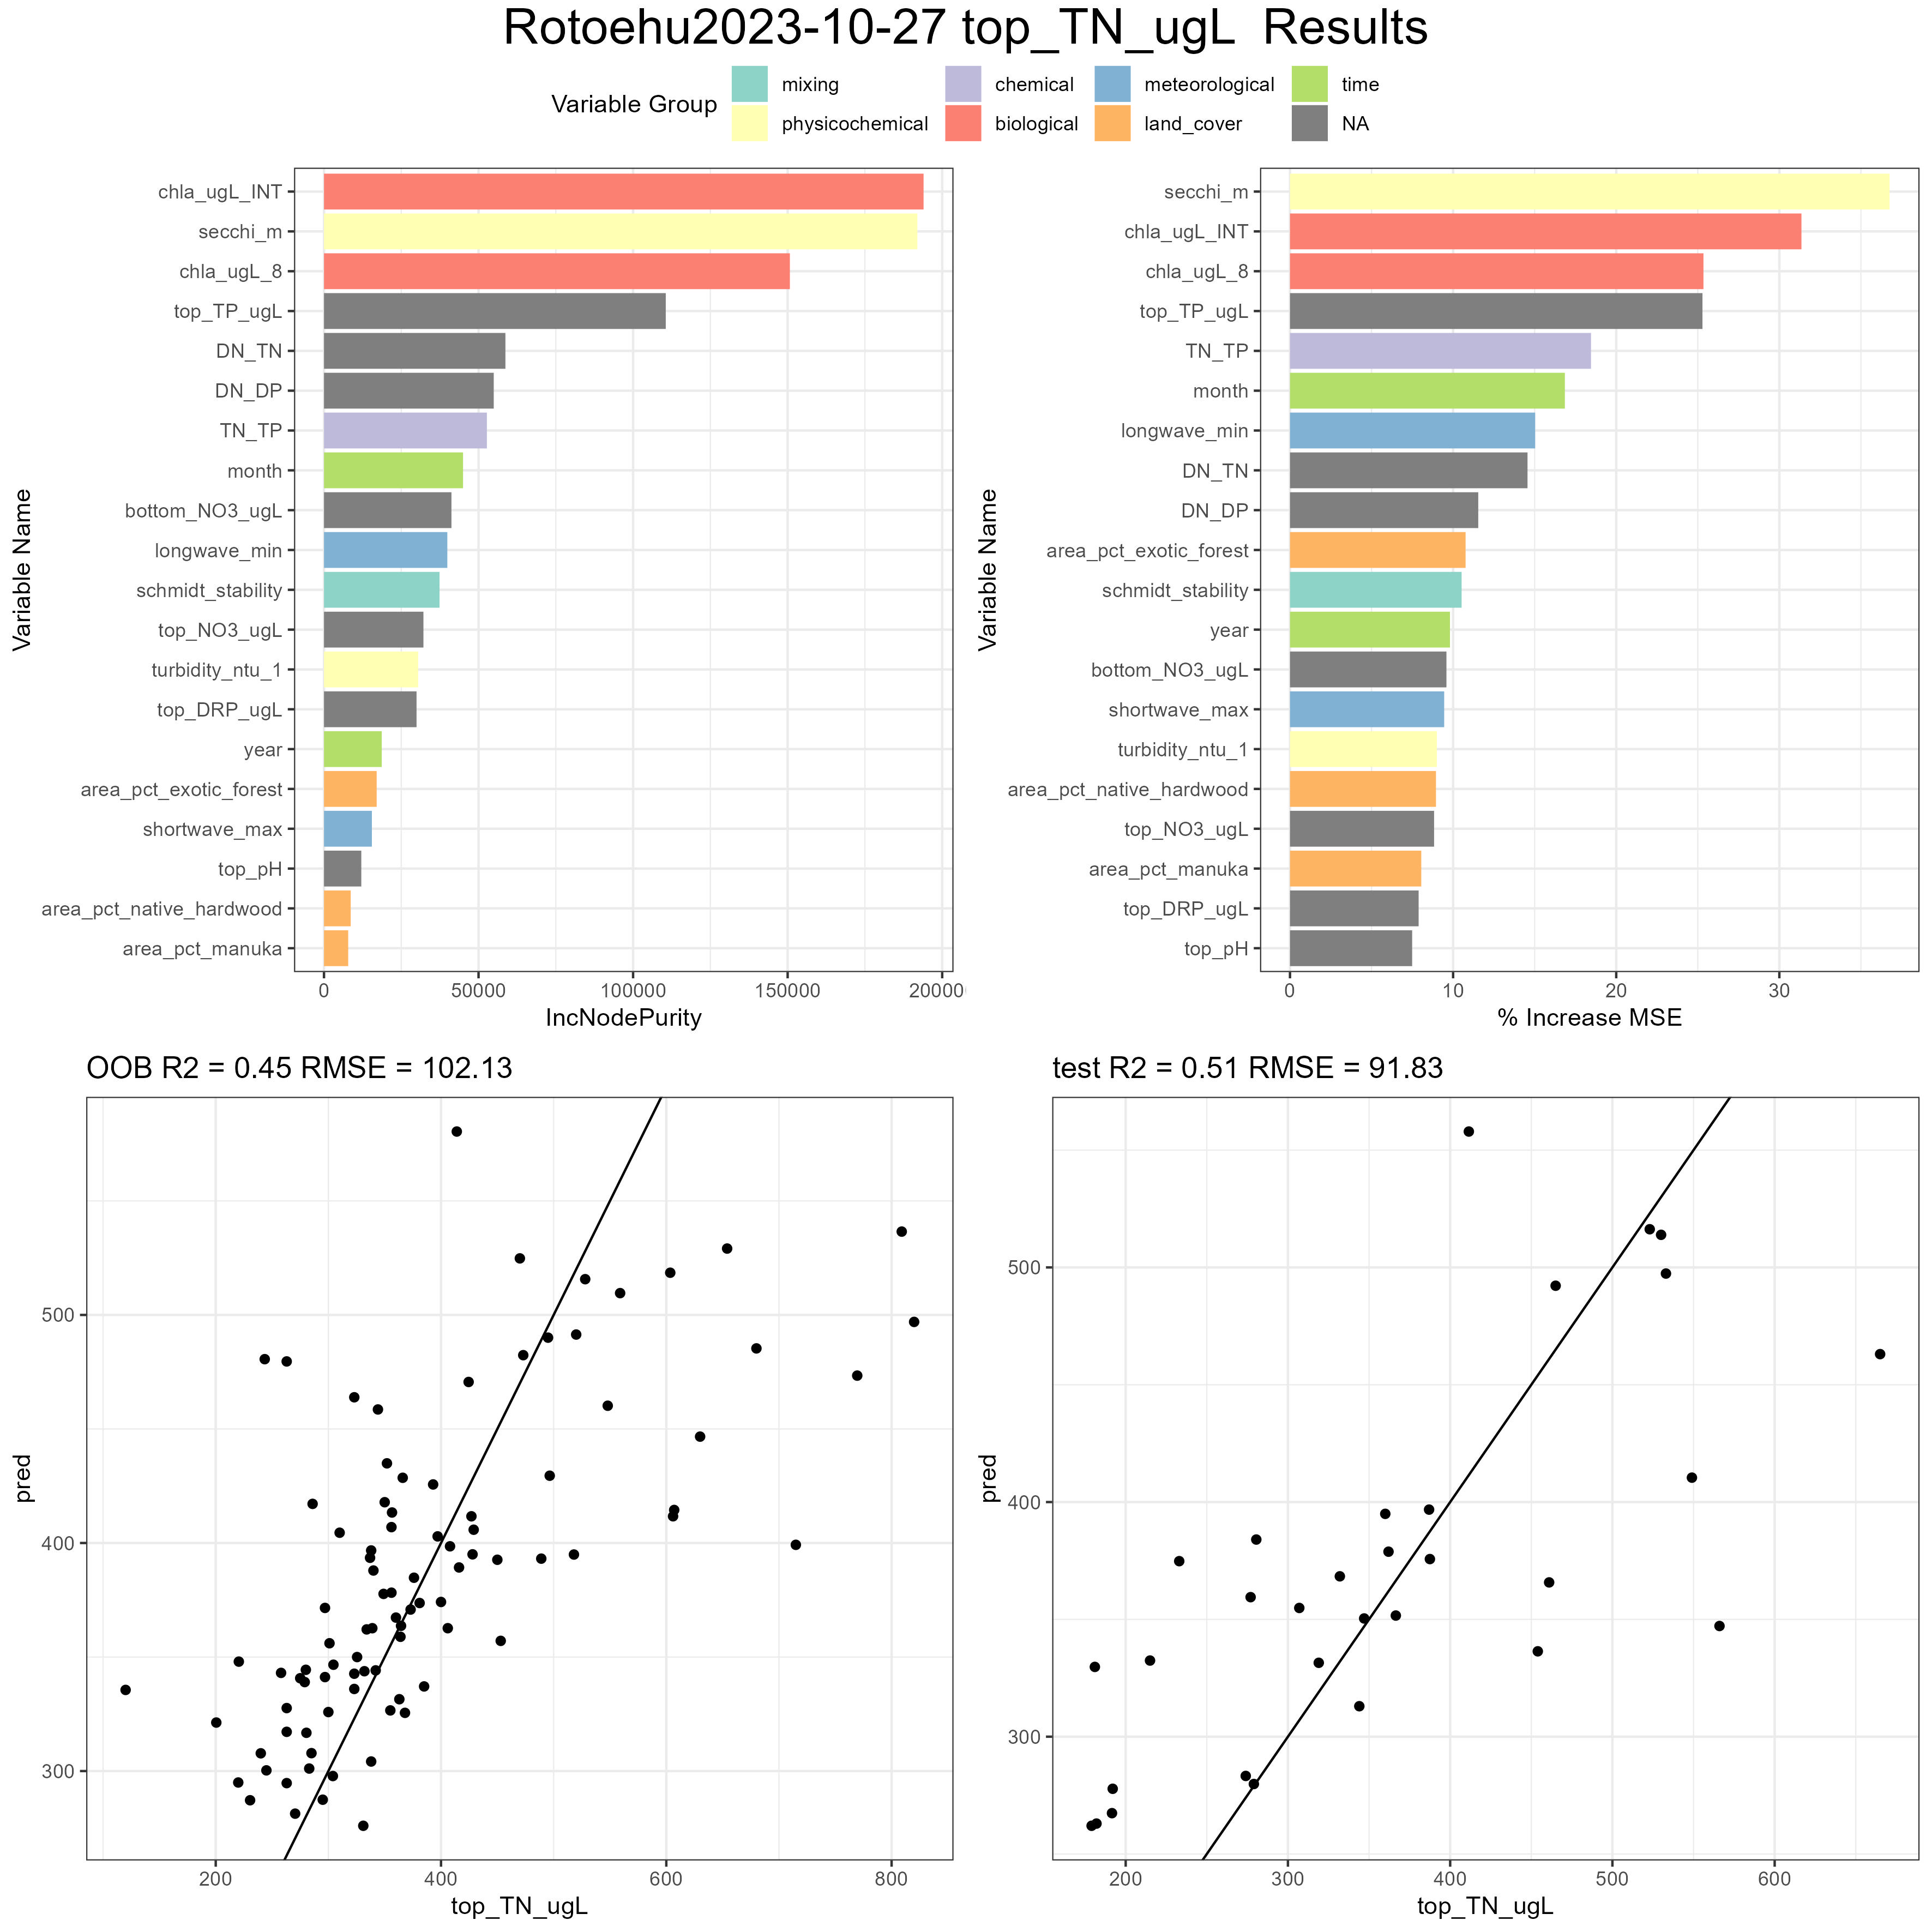 Rotoehu2023-10-27 top_TN_ugL  Results
Variable Group
mixing
chemical
meteorological
time
physicochemical
biological
land_cover
NA
Variable Name
chla_ugL_INT
secchi_m
chla_ugL_8
top_TP_ugL
DN_TN
DN_DP
TN_TP
month
bottom_NO3_ugL
longwave_min
schmidt_stability
top_NO3_ugL
turbidity_ntu_1
top_DRP_ugL
year
area_pct_exotic_forest
shortwave_max
top_pH
area_pct_native_hardwood
area_pct_manuka
0 50000 100000 150000 20000
IncNodePurity
Variable Name
secchi_m
chla_ugL_INT
chla_ugL_8
top_TP_ugL
TN_TP
month
longwave_min
DN_TN
DN_DP
area_pct_exotic_forest
schmidt_stability
year
bottom_NO3_ugL
shortwave_max
turbidity_ntu_1
area_pct_native_hardwood
top_NO3_ugL
area_pct_manuka
top_DRP_ugL
top_pH
0 10 20 30
% Increase MSE
OOB R2 = 0.45 RMSE = 102.13
pred
500
400
300
200 400 600 800
top_TN_ugL
test R2 = 0.51 RMSE = 91.83
pred
500
400
300
200 300 400 500 600
top_TN_ugL